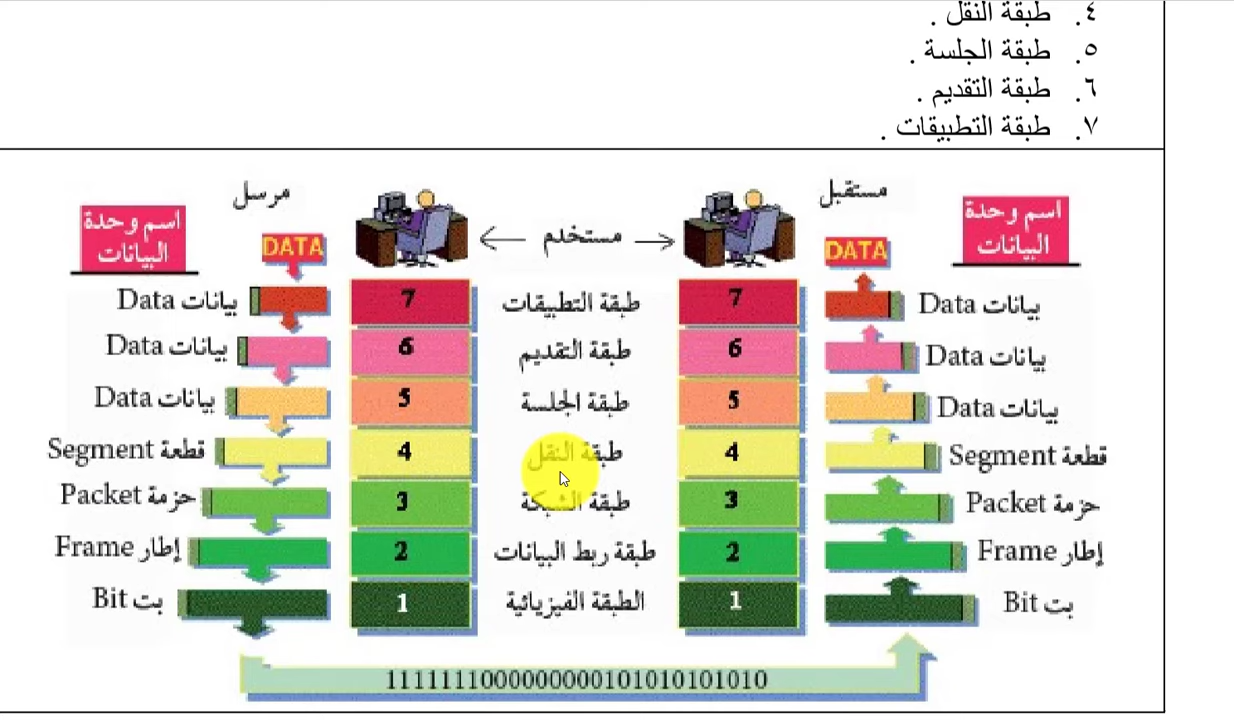 ٤. طبقة النقل .
٥. طبقة الجلسة .
٦. طبقة التقديم .
٧. طبقة التطبيقات .
مرسل
مستقبل
اسم وحدة
البيانات
DATA
مستخدم
DATA
اسم وحدة
البيانات
بيانات Data
7
طبقة التطبيقات
7
بيانات Data
بيانات Data
6
طبقة التقديم
6
بيانات Data
بيانات Data
5
طبقة الجلسة
5
بيانات Data
قطعة Segment
4
طبقة النقل
4
قطعة Segment
حزمة Packet
3
طبقة الشبكة
3
حزمة Packet
إطار Frame
2
طبقة ربط البيانات
2
إطار Frame
بت Bit
1
الطبقة الفيزيائية
1
بت Bit
1111111000000000101010101010